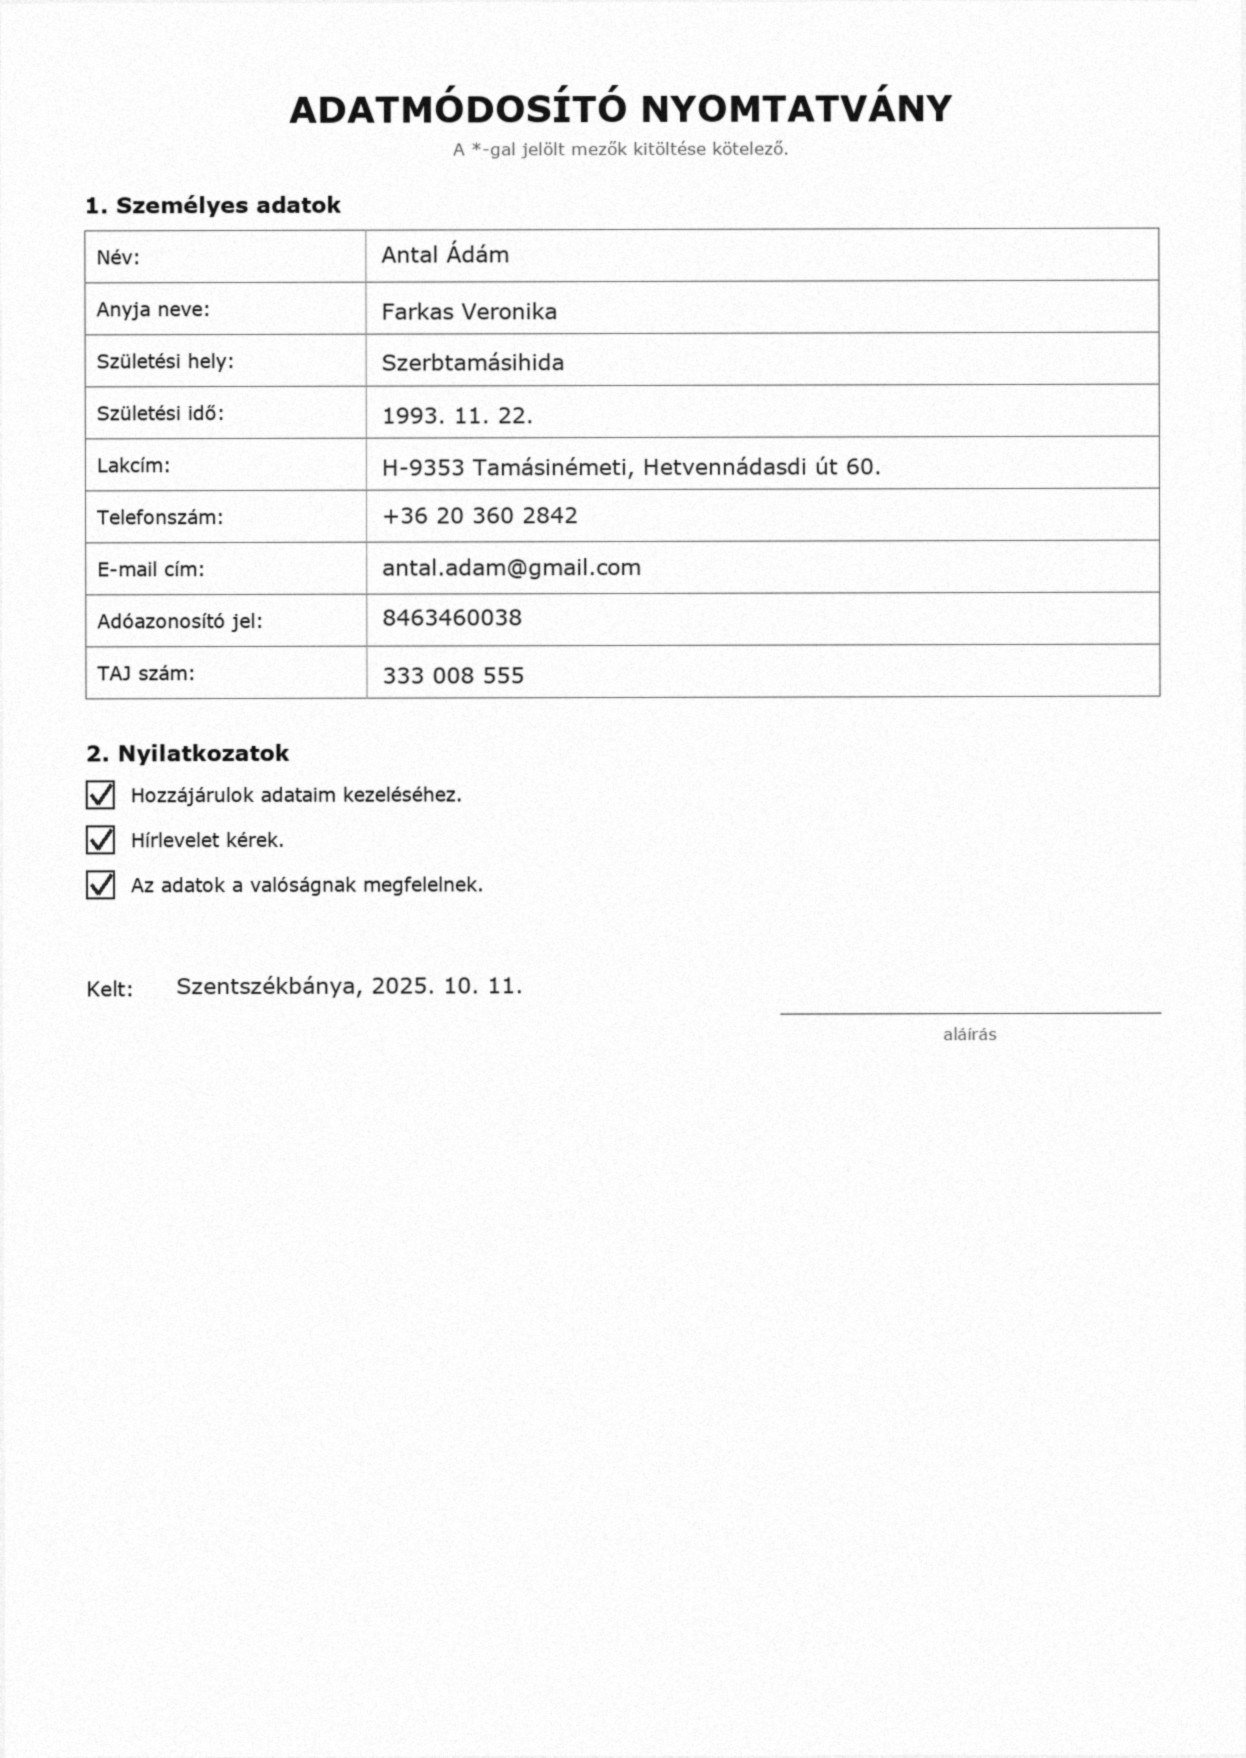 ADATMÓDOSÍTÓ NYOMTATVÁNY
A *-gal jelölt mezők kitöltése kötelező.
1. Személyes adatok
Név: Antal Ádám
Anyja neve: Farkas Veronika
Születési hely: Szerbtamásihida
Születési idő: 1993. 11. 22.
Lakcím: H-9353 Tamásinémeti, Hetvennádasdi út 60.
Telefonszám: +36 20 360 2842
E-mail cím: antal.adam@gmail.com
Adóazonosító jel: 8463460038
TAJ szám: 333 008 555
2. Nyilatkozatok
Hozzájárulok adataim kezeléséhez.
Hírlevelet kérek.
Az adatok a valóságnak megfelelnek.
Kelt: Szentszékbánya, 2025. 10. 11.
aláírás